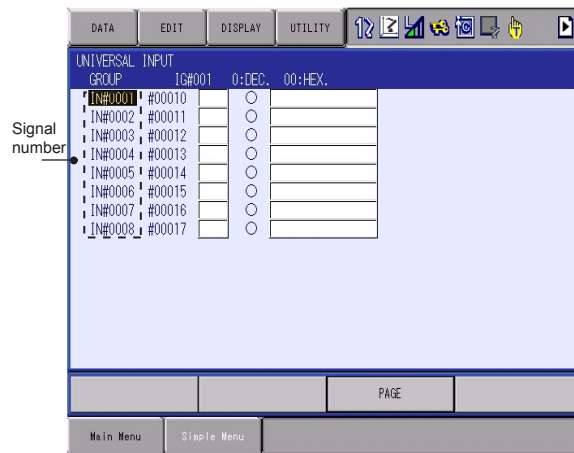 DATA EDIT DISPLAY UTILITY
UNIVERSAL INPUT
GROUP IG#001 0:DEC. 00:HEX.
IN#0001 #00010
IN#0002 #00011
IN#0003 #00012
IN#0004 #00013
IN#0005 #00014
IN#0006 #00015
IN#0007 #00016
IN#0008 #00017
Signal
number
PAGE
Main Menu Simple Menu